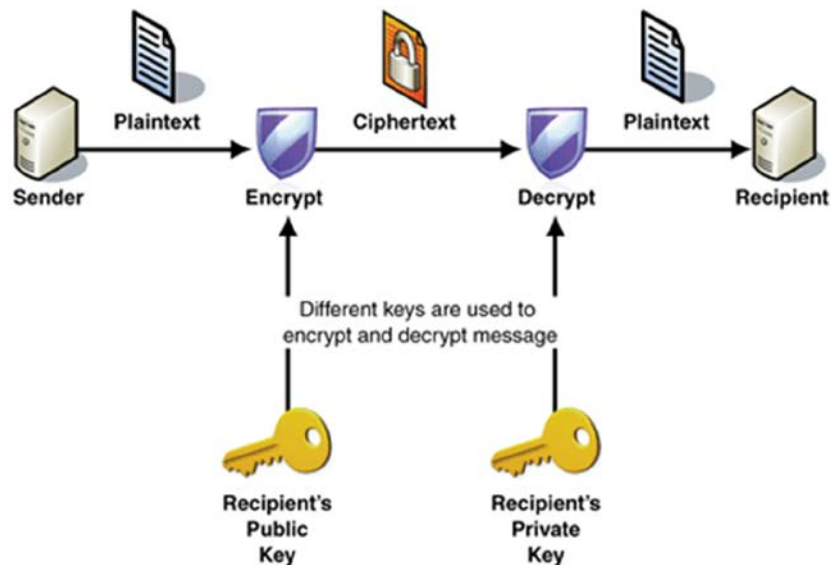 Plaintext
Ciphertext
Plaintext
Sender
Encrypt
Decrypt
Recipient
Different keys are used to
encrypt and decrypt message
Recipient's
Public
Key
Recipient's
Private
Key